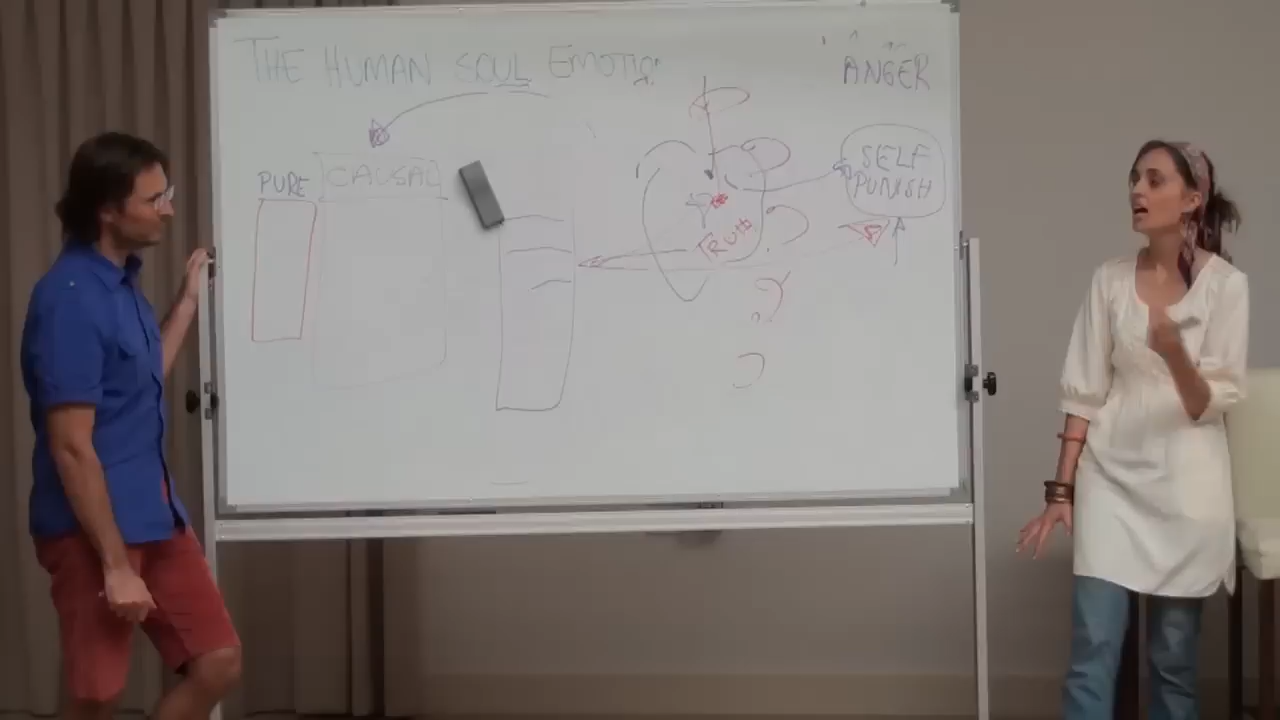 THE HUMAN SOUL EMOTIO
ANGER
PURE
CAUSAL
SELF
PUNISH
TRUTH